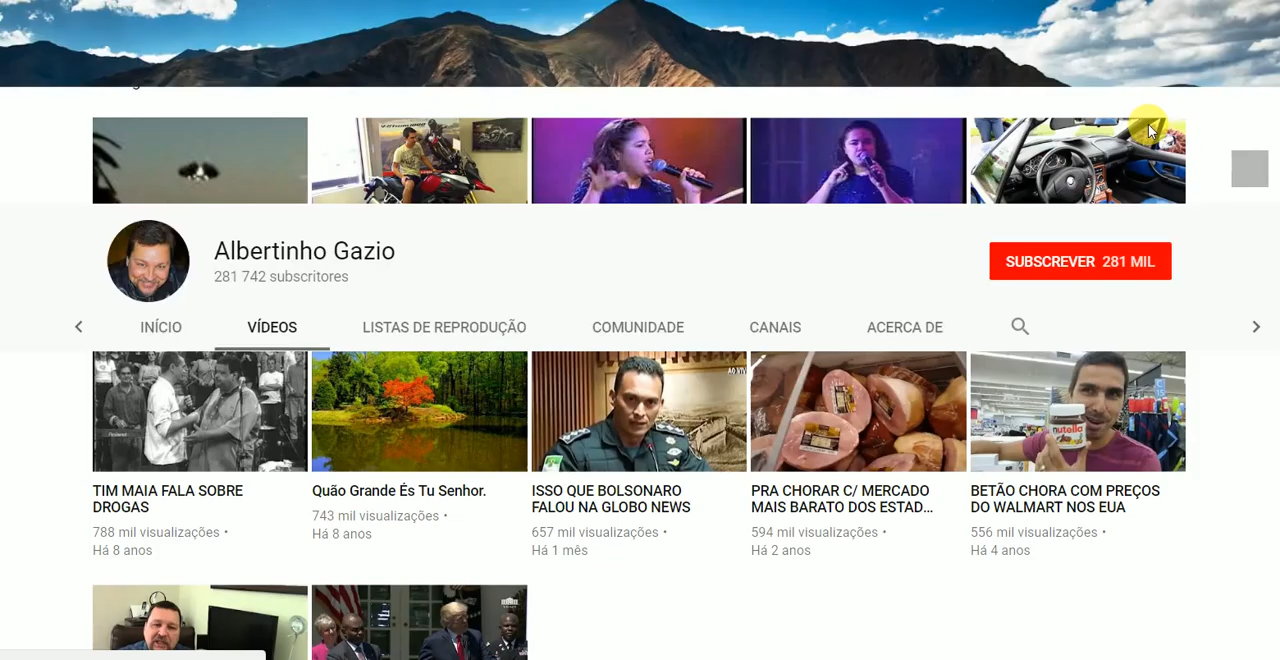 Albertinho Gazio
281 742 subscritores
SUBSCREVER 281 MIL
INÍCIO
VÍDEOS
LISTAS DE REPRODUÇÃO
COMUNIDADE
CANAIS
ACERCA DE
TIM MAIA FALA SOBRE
DROGAS
788 mil visualizações •
Há 8 anos
Quão Grande És Tu Senhor.
743 mil visualizações •
Há 8 anos
AO VIV
ISSO QUE BOLSONARO
FALOU NA GLOBO NEWS
657 mil visualizações •
Há 1 mês
PRA CHORAR C/ MERCADO
MAIS BARATO DOS ESTAD...
594 mil visualizações •
Há 2 anos
nutella
BETÃO CHORA COM PREÇOS
DO WALMART NOS EUA
556 mil visualizações •
Há 4 anos